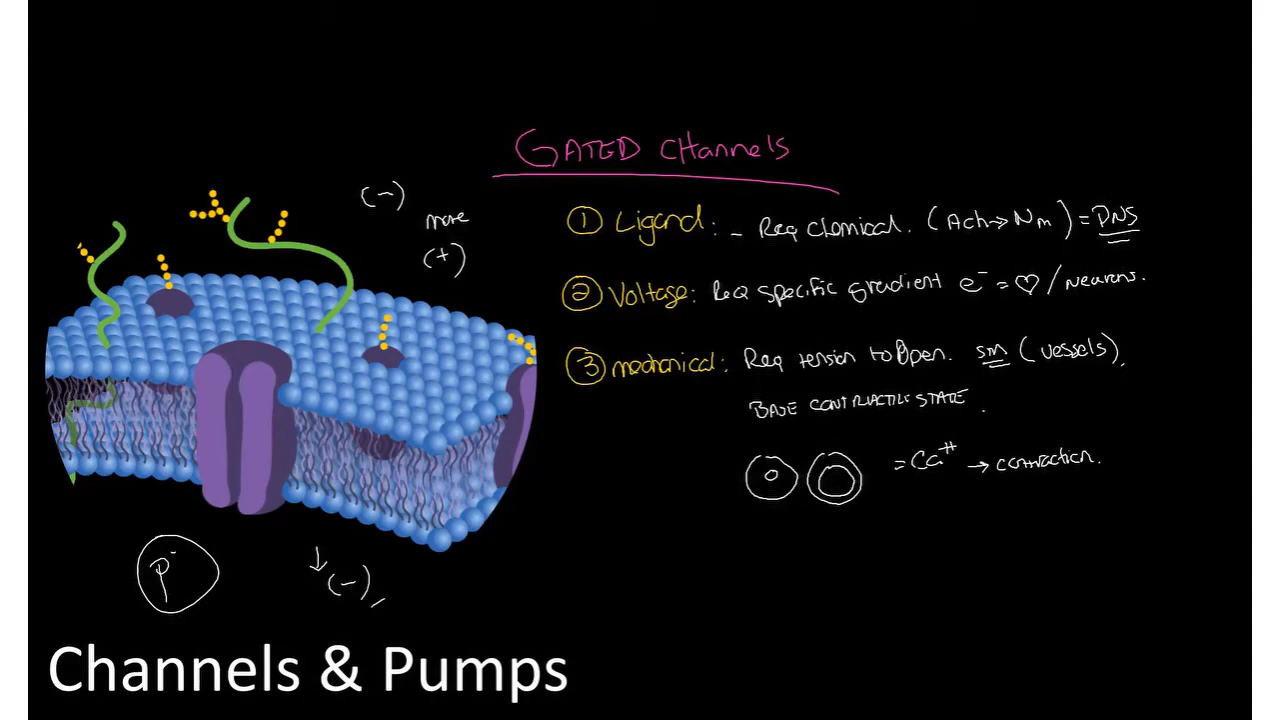 GATED Channels
(-)
more
(+)
① Ligand: - Req chemical. (Ach→Nm) = PNS
② Voltage: Req specific gradient e⁻ = ♡/neurons.
③ mechanical: Req tension to Open. SM (vessels).
BASE CONTRACTILE STATE.
= Ca⁺⁺ → contraction.
P⁻
↓(-)
Channels & Pumps